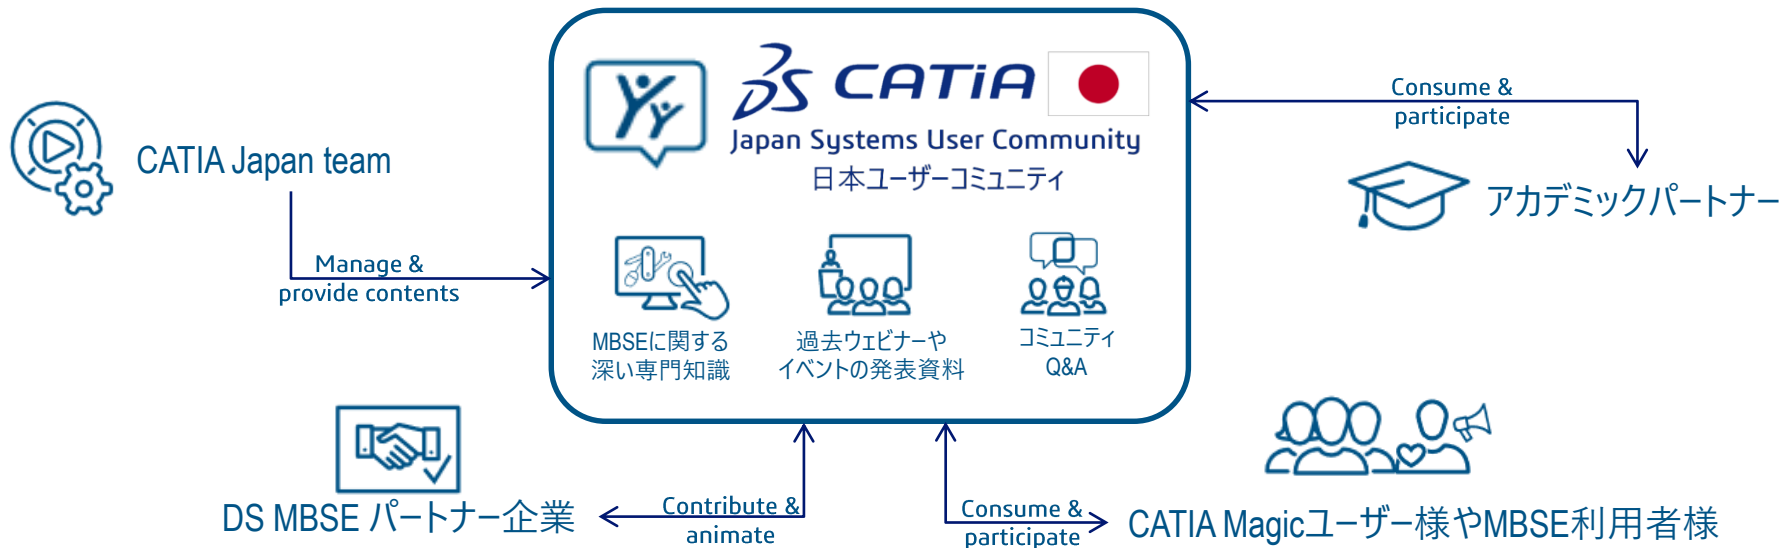 CATIA
Japan Systems User Community
日本ユーザーコミュニティ
CATIA Japan team
Manage &
provide contents
Consume &
participate
アカデミックパートナー
MBSEに関する
深い専門知識
過去ウェビナーや
イベントの発表資料
コミュニティ
Q&A
DS MBSE パートナー企業
Contribute &
animate
Consume &
participate
CATIA Magicユーザー様やMBSE利用者様